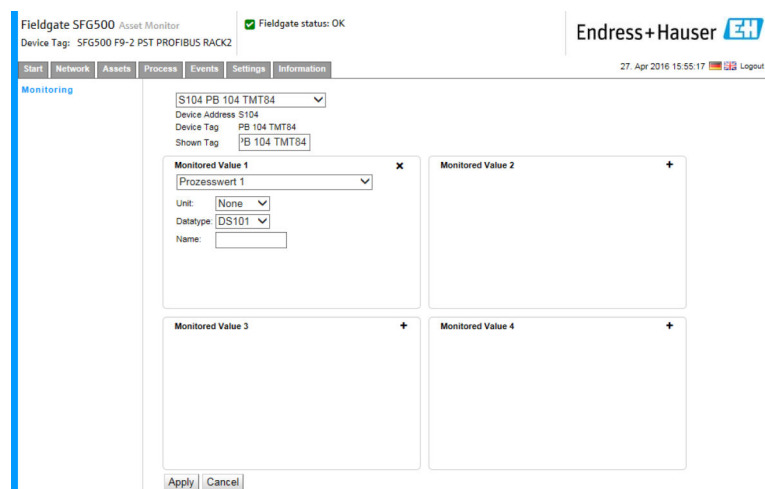 Fieldgate SFG500 Asset Monitor
Device Tag: SFG500 F9-2 PST PROFIBUS RACK2
Fieldgate status: OK
Endress+Hauser EH
Start Network Assets Process Events Settings Information
27. Apr 2016 15:55:17 Logout
Monitoring
S104 PB 104 TMT84
Device Address S104
Device Tag PB 104 TMT84
Shown Tag PB 104 TMT84
Monitored Value 1
Prozesswert 1
Unit: None
Datatype: DS101
Name:
Monitored Value 2
Monitored Value 3
Monitored Value 4
Apply Cancel